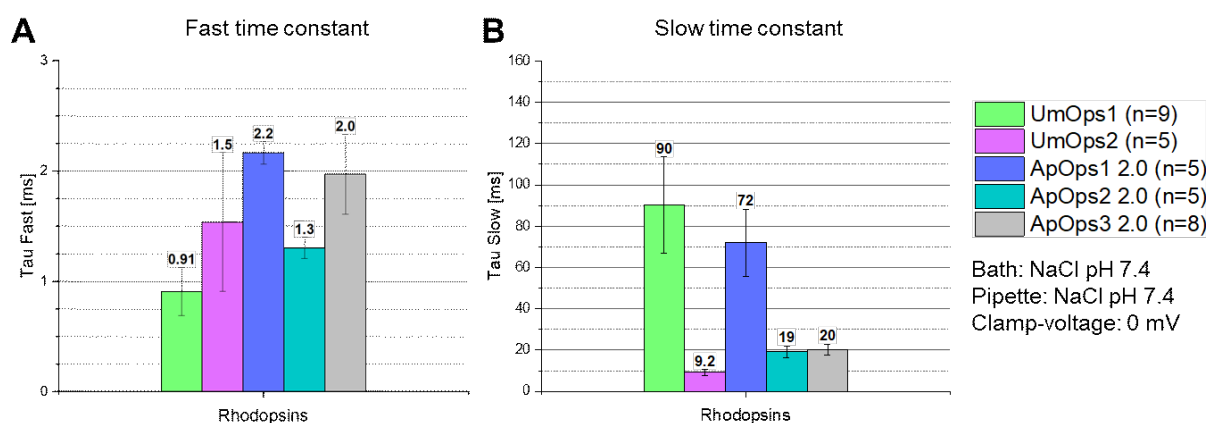 A
Fast time constant
Tau Fast [ms]
3
2
1
0
0.91
1.5
2.2
1.3
2.0
Rhodopsins
B
Slow time constant
Tau Slow [ms]
160
140
120
100
80
60
40
20
0
90
9.2
72
19
20
Rhodopsins
UmOps1 (n=9)
UmOps2 (n=5)
ApOps1 2.0 (n=5)
ApOps2 2.0 (n=5)
ApOps3 2.0 (n=8)
Bath: NaCl pH 7.4
Pipette: NaCl pH 7.4
Clamp-voltage: 0 mV